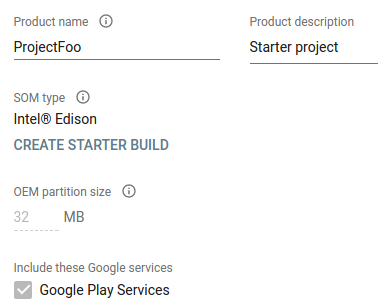 Product name
Product description
ProjectFoo
Starter project
SOM type
Intel® Edison
CREATE STARTER BUILD
OEM partition size
32 MB
Include these Google services
Google Play Services